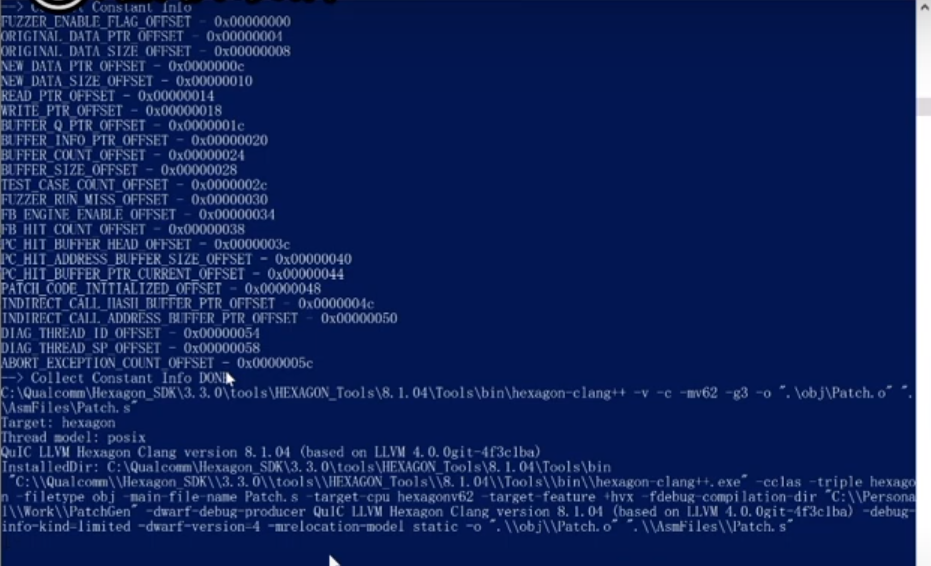 --> Collect Constant Info
FUZZER_ENABLE_FLAG_OFFSET - 0x00000000
ORIGINAL_DATA_PTR_OFFSET - 0x00000004
ORIGINAL_DATA_SIZE_OFFSET - 0x00000008
NEW_DATA_PTR_OFFSET - 0x0000000c
NEW_DATA_SIZE_OFFSET - 0x00000010
READ_PTR_OFFSET - 0x00000014
WRITE_PTR_OFFSET - 0x00000018
BUFFER_Q_PTR_OFFSET - 0x0000001c
BUFFER_INFO_PTR_OFFSET - 0x00000020
BUFFER_COUNT_OFFSET - 0x00000024
BUFFER_SIZE_OFFSET - 0x00000028
TEST_CASE_COUNT_OFFSET - 0x0000002c
FUZZER_RUN_MISS_OFFSET - 0x00000030
FB_ENGINE_ENABLE_OFFSET - 0x00000034
FB_HIT_COUNT_OFFSET - 0x00000038
PC_HIT_BUFFER_HEAD_OFFSET - 0x0000003c
PC_HIT_ADDRESS_BUFFER_SIZE_OFFSET - 0x00000040
PC_HIT_BUFFER_PTR_CURRENT_OFFSET - 0x00000044
PATCH_CODE_INITIALIZED_OFFSET - 0x00000048
INDIRECT_CALL_HASH_BUFFER_PTR_OFFSET - 0x0000004c
INDIRECT_CALL_ADDRESS_BUFFER_PTR_OFFSET - 0x00000050
DIAG_THREAD_ID_OFFSET - 0x00000054
DIAG_THREAD_SP_OFFSET - 0x00000058
ABORT_EXCEPTION_COUNT_OFFSET - 0x0000005c
--> Collect Constant Info DONE
C:\Qualcomm\Hexagon_SDK\3.3.0\tools\HEXAGON_Tools\8.1.04\Tools\bin\hexagon-clang++ -v -c -mv62 -g3 -o ".\obj\Patch.o" ".
\AsmFiles\Patch.s"
Target: hexagon
Thread model: posix
QuIC LLVM Hexagon Clang version 8.1.04 (based on LLVM 4.0.0git-4f3c1ba)
InstalledDir: C:\Qualcomm\Hexagon_SDK\3.3.0\tools\HEXAGON_Tools\8.1.04\Tools\bin
"C:\\Qualcomm\\Hexagon_SDK\\3.3.0\\tools\\HEXAGON_Tools\\8.1.04\\Tools\\bin\\hexagon-clang++.exe" -cc1as -triple hexago
n -filetype obj -main-file-name Patch.s -target-cpu hexagonv62 -target-feature +hvx -fdebug-compilation-dir "C:\\Persona
l\\Work\\PatchGen" -dwarf-debug-producer QuIC LLVM Hexagon Clang version 8.1.04 (based on LLVM 4.0.0git-4f3c1ba) -debug-
info-kind=limited -dwarf-version=4 -mrelocation-model static -o ".\\obj\\Patch.o" ".\\AsmFiles\\Patch.s"